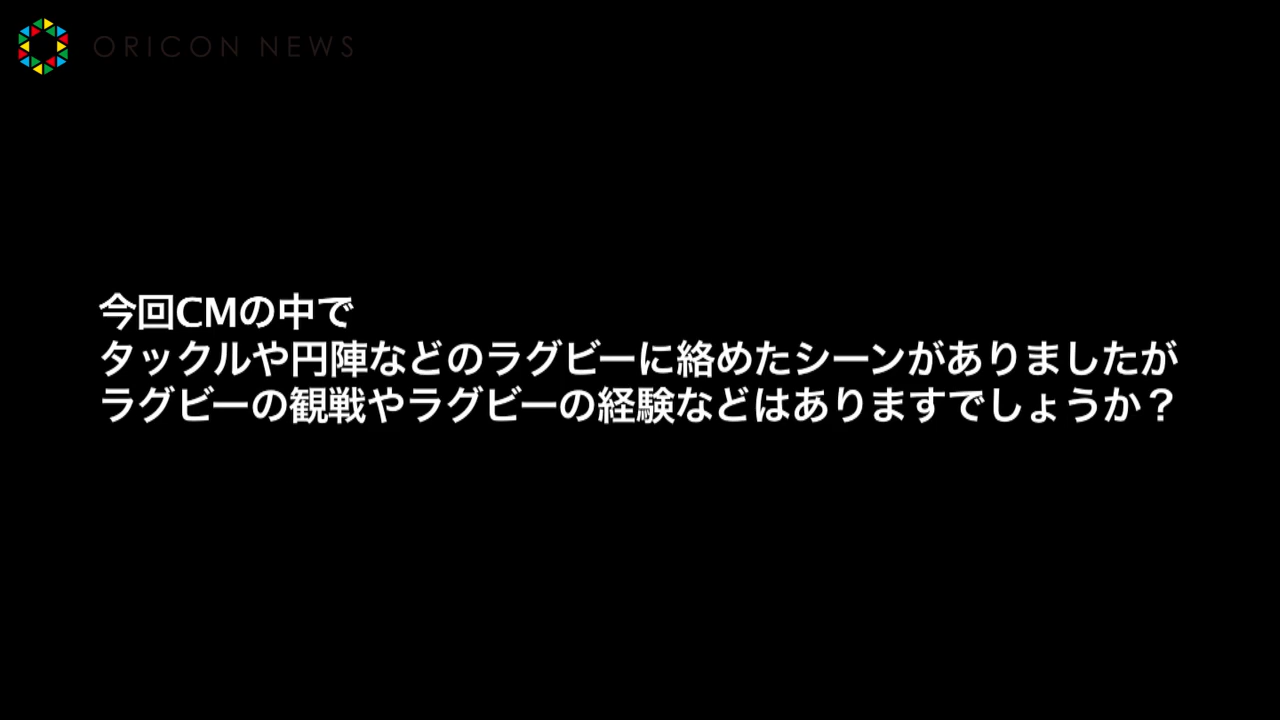 ORICON NEWS
今回CMの中で
タックルや円陣などのラグビーに絡めたシーンがありましたが
ラグビーの観戦やラグビーの経験などはありますでしょうか？